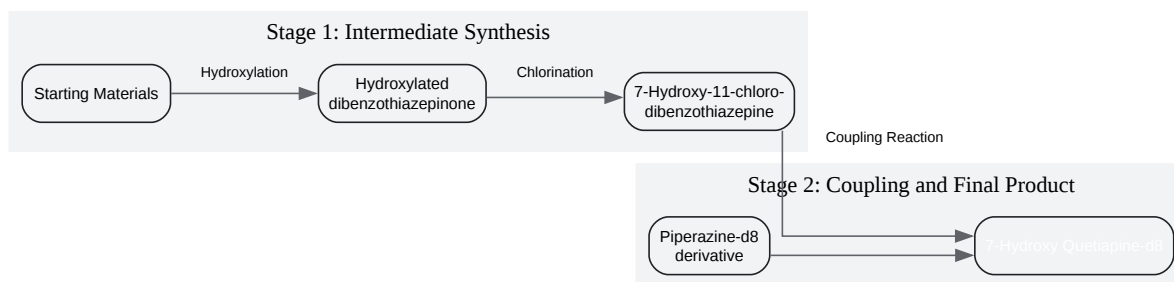 Stage 1: Intermediate Synthesis
Starting Materials
Hydroxylation
Hydroxylated
dibenzothiazepinone
Chlorination
7-Hydroxy-11-chloro-
dibenzothiazepine
Coupling Reaction
Stage 2: Coupling and Final Product
Piperazine-d8
derivative
7-Hydroxy Quetiapine-d8